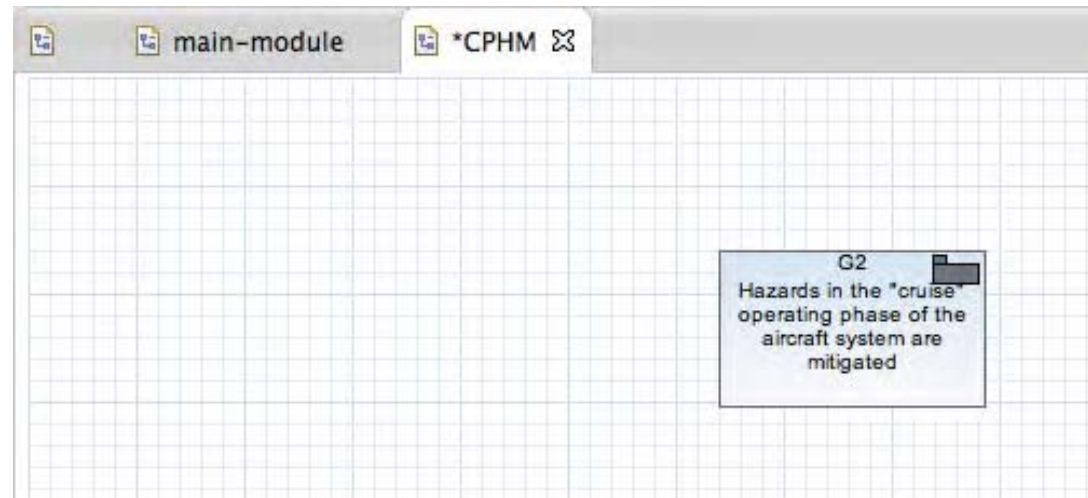 main-module
*CPHM
G2
Hazards in the "cruise"
operating phase of the
aircraft system are
mitigated